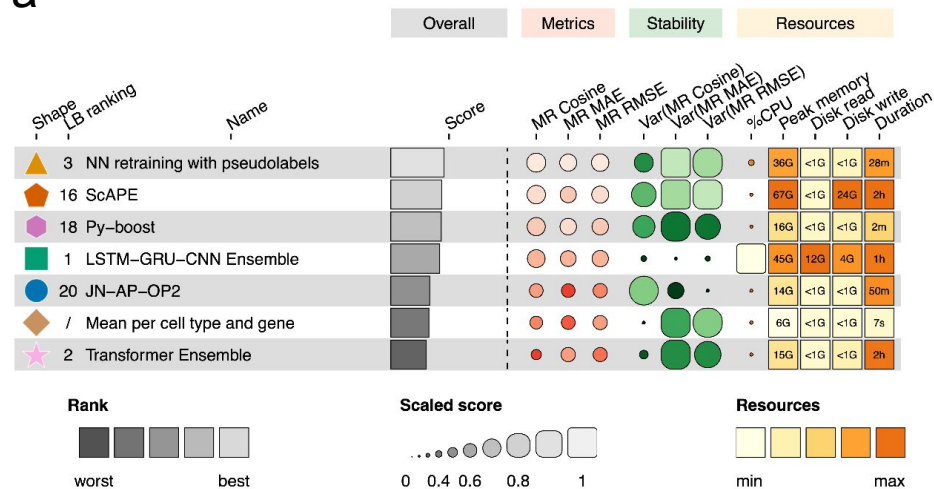 a
Overall Metrics Stability Resources
Shape LB ranking Name Score MR Cosine MR MAE MR RMSE Var(MR Cosine) Var(MR MAE) Var(MR RMSE) %CPU Peak memory Disk read Disk write Duration
3 NN retraining with pseudolabels 36G <1G <1G 28m
16 ScAPE 67G <1G 24G 2h
18 Py–boost 16G <1G <1G 2m
1 LSTM–GRU–CNN Ensemble 45G 12G 4G 1h
20 JN–AP–OP2 14G <1G <1G 50m
/ Mean per cell type and gene 6G <1G <1G 7s
2 Transformer Ensemble 15G <1G <1G 2h
Rank Scaled score Resources
worst best 0 0.4 0.6 0.8 1 min max